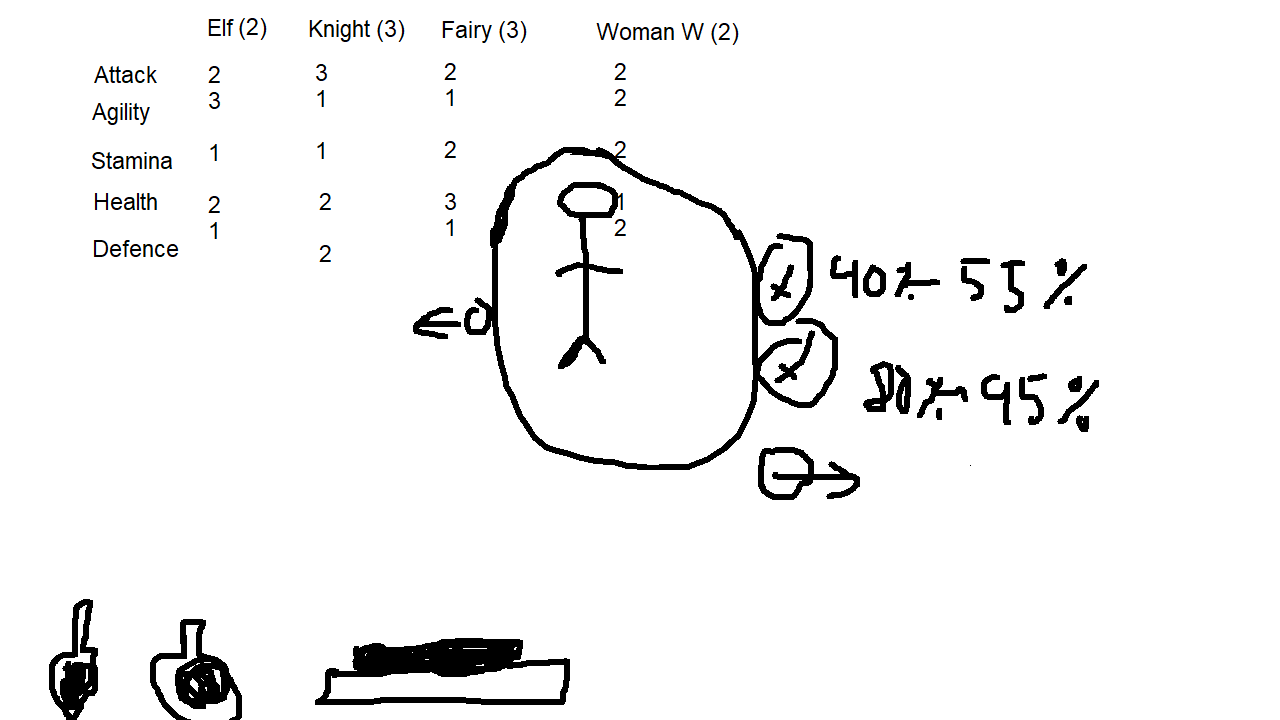 Elf (2) Knight (3) Fairy (3) Woman W (2)
Attack 2 3 2 2
Agility 3 1 1 2
Stamina 1 1 2 2
Health 2 2 3 1
Defence 1 2 1 2
x 40%- 55%
x 80%- 95%